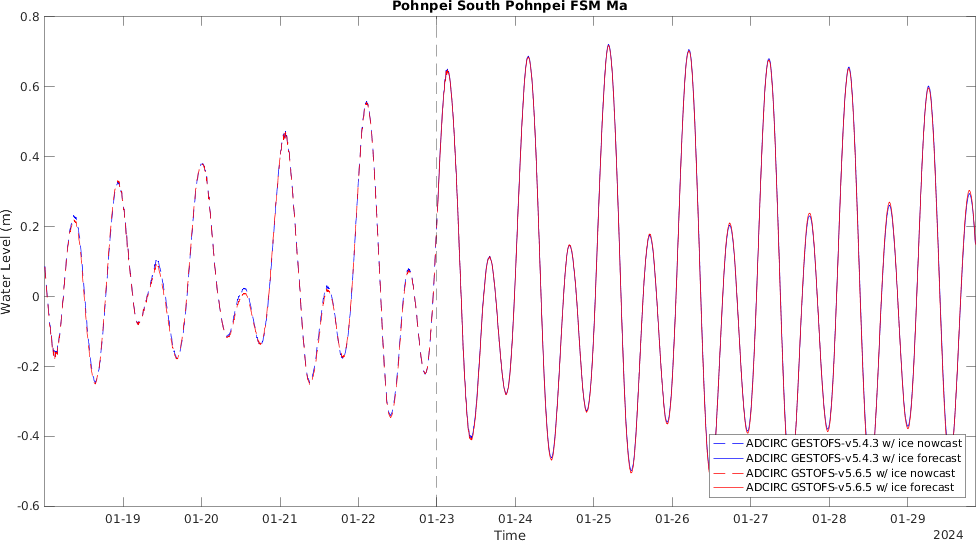 Pohnpei South Pohnpei FSM Ma
Water Level (m)
0.8
0.6
0.4
0.2
0
-0.2
-0.4
-0.6
ADCIRC GESTOFS-v5.4.3 w/ ice nowcast
ADCIRC GESTOFS-v5.4.3 w/ ice forecast
ADCIRC GSTOFS-v5.6.5 w/ ice nowcast
ADCIRC GSTOFS-v5.6.5 w/ ice forecast
01-19 01-20 01-21 01-22 01-23 01-24 01-25 01-26 01-27 01-28 01-29
Time
2024